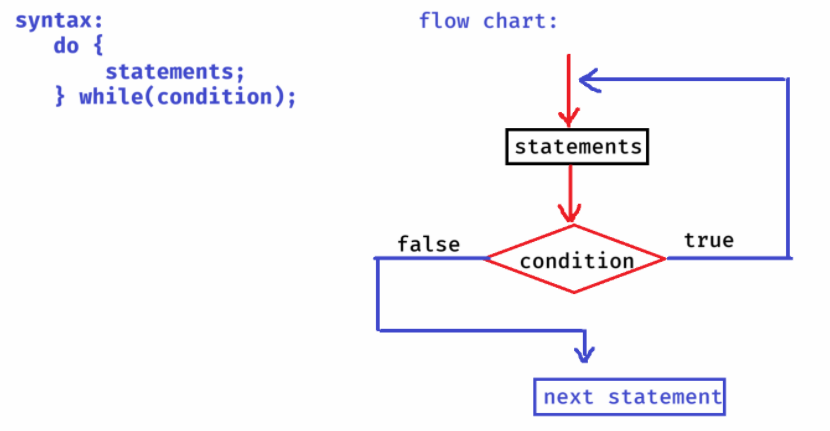 syntax:
do {
statements;
} while(condition);
flow chart:
statements
condition
false
true
next statement